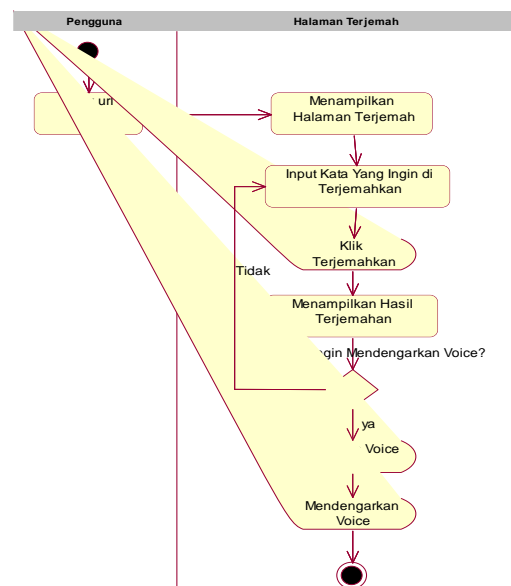 Pengguna
Halaman Terjemah
Menampilkan
Halaman Terjemah
Input Kata Yang Ingin di
Terjemahkan
Klik
Terjemahkan
Tidak
Menampilkan Hasil
Terjemahan
Mendengarkan Voice?
ya
Voice
Mendengarkan
Voice